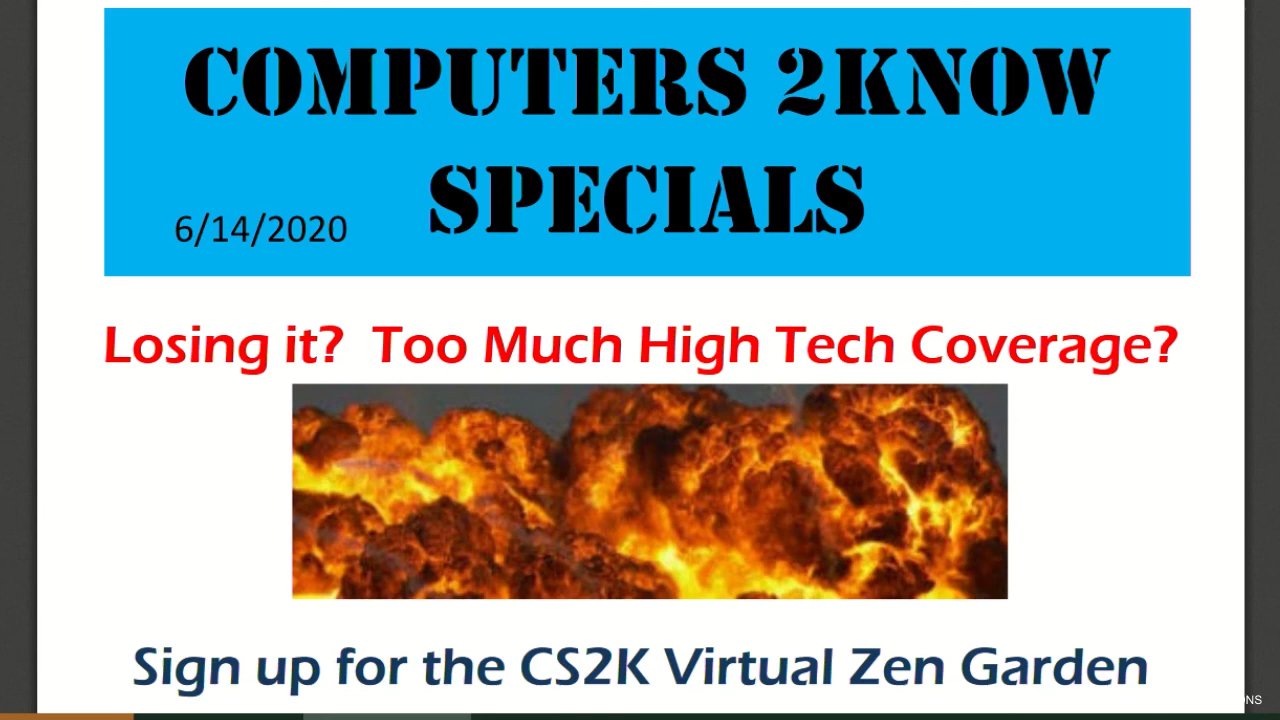 COMPUTERS 2KNOW
SPECIALS
6/14/2020
Losing it? Too Much High Tech Coverage?
Sign up for the CS2K Virtual Zen Garden